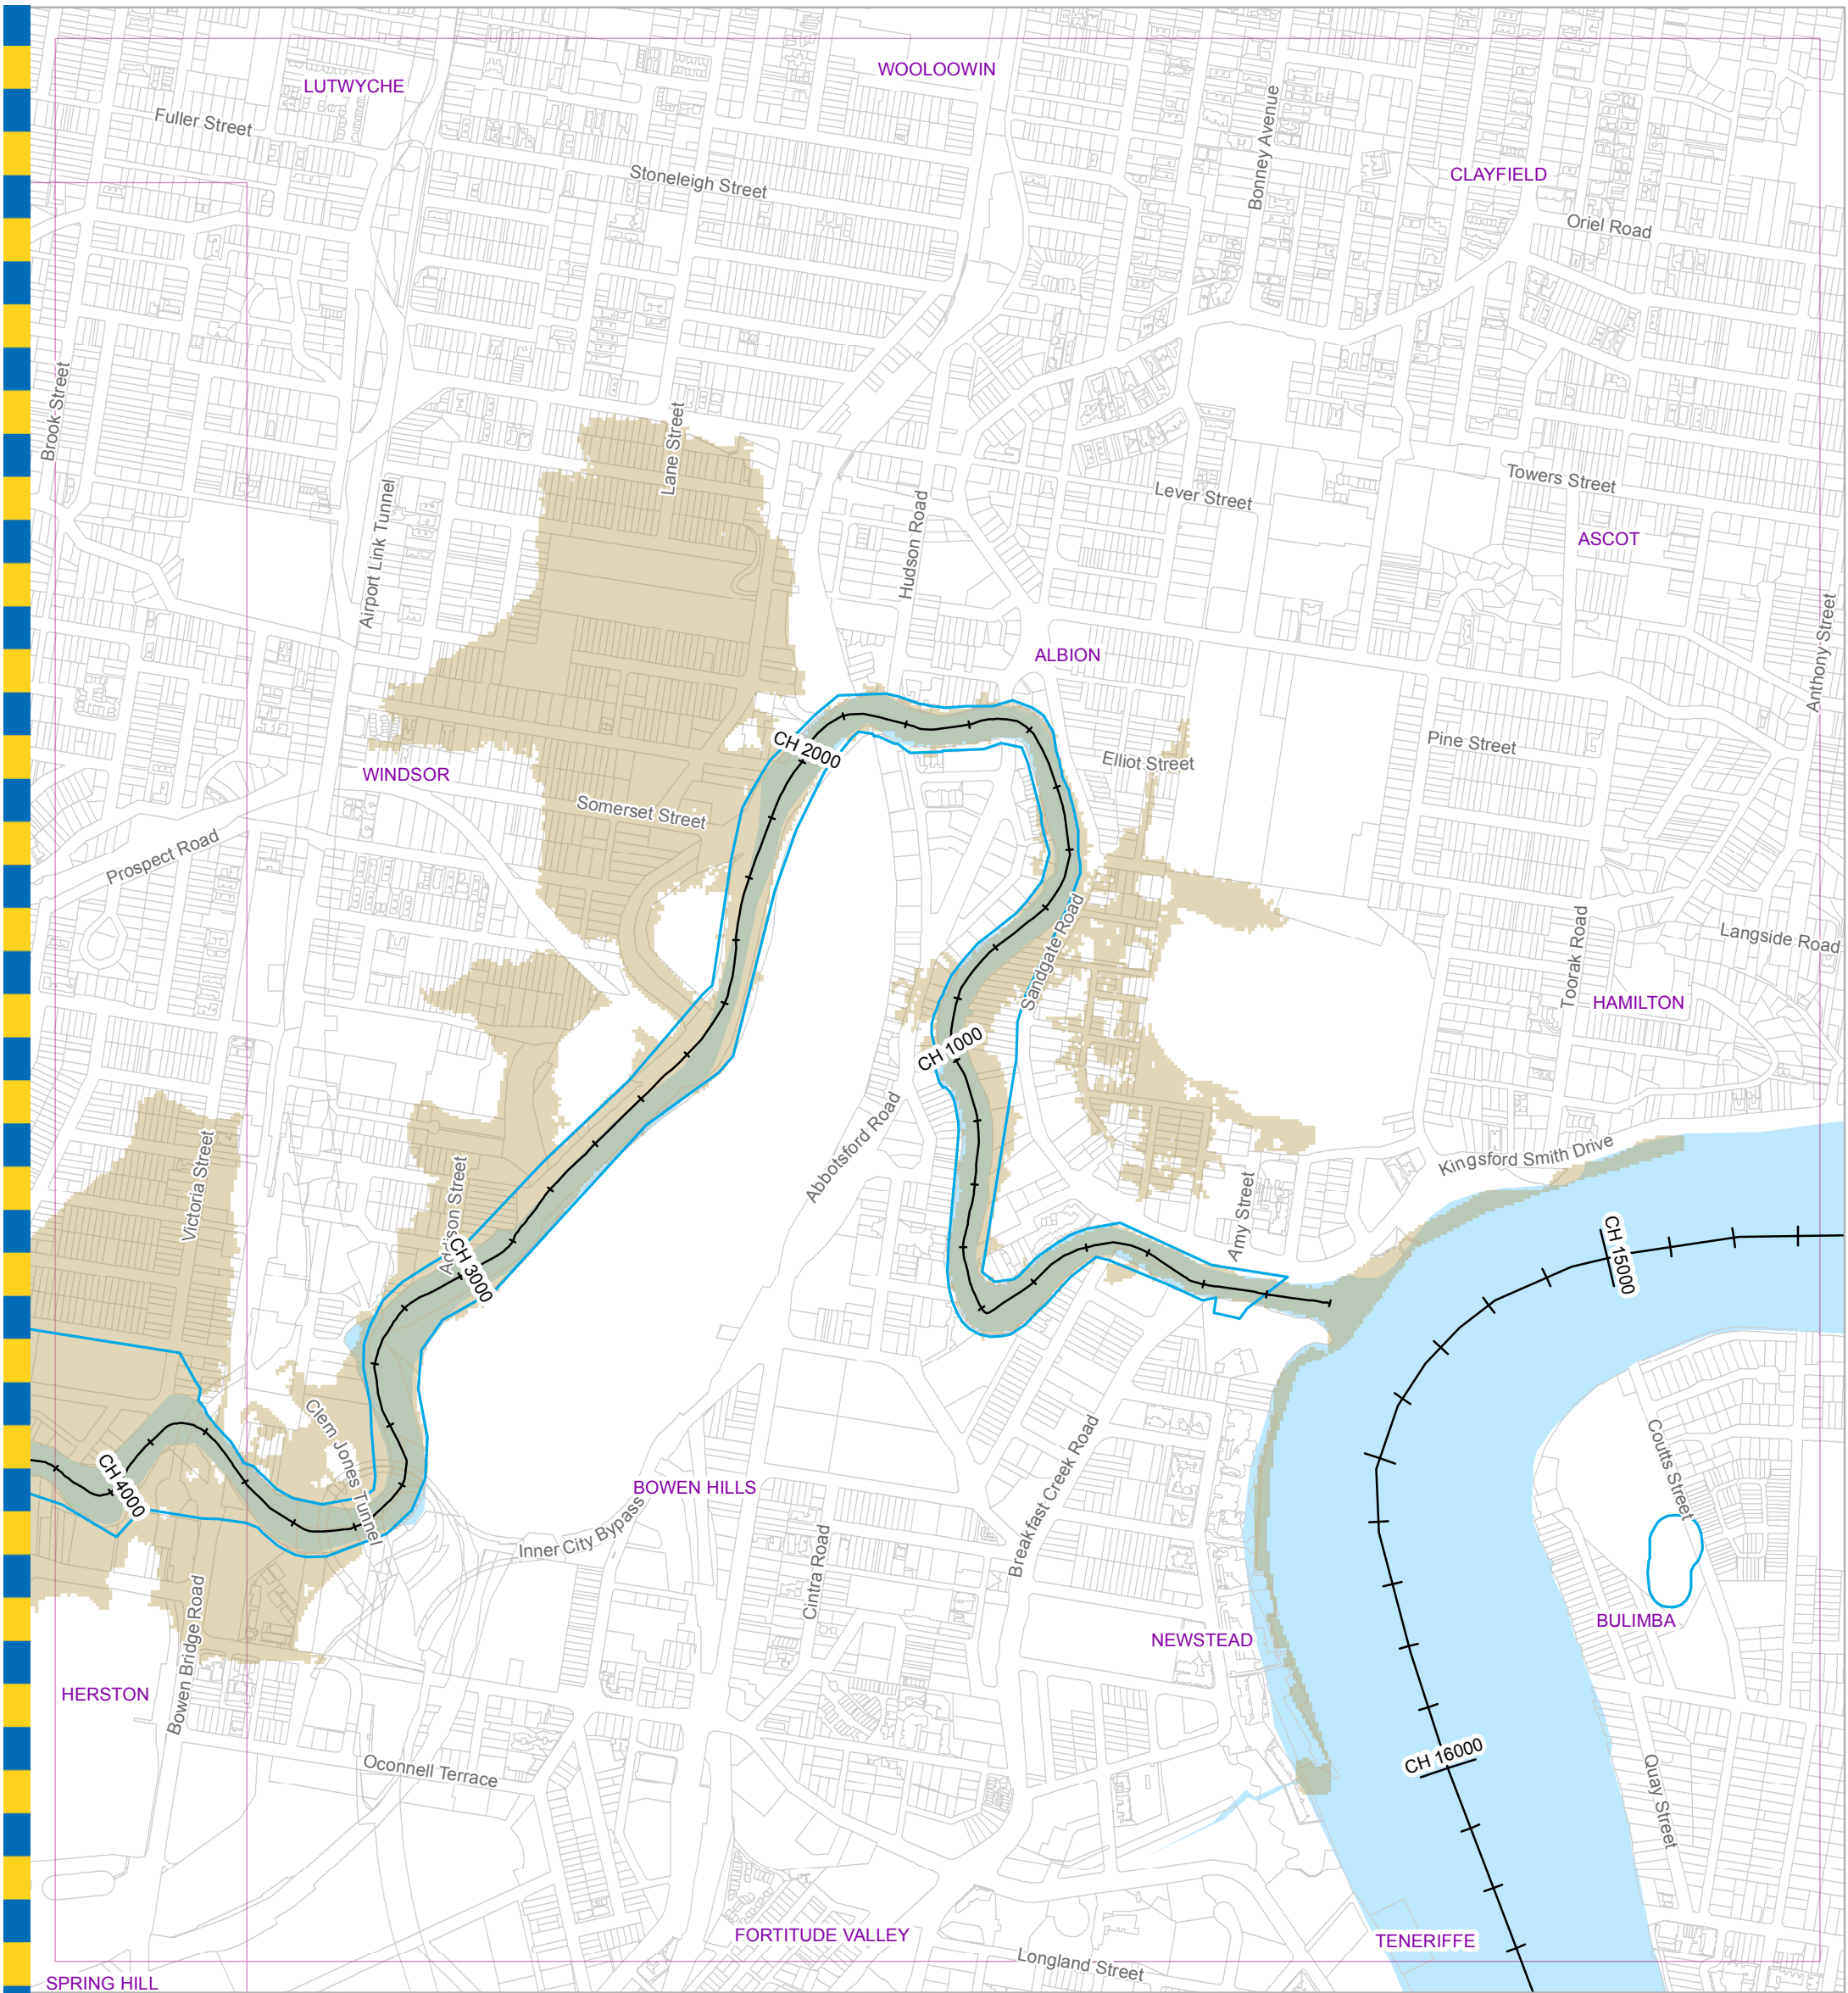 WOOLOOWIN
LUTWYCHE
Fuller Street
Bonney Avenue
Stoneleigh Street
CLAYFIELD
Oriel Road
Brook Street
Lane Street
Towers Street
Lever Street
Airport Link Tunnel
Hudson Road
ASCOT
Anthony Street
ALBION
CH 2000
Elliot Street
Pine Street
WINDSOR
Somerset Street
Prospect Road
Sandgate Road
Toorak Road
Langside Road
HAMILTON
CH 1000
Abbotsford Road
Victoria Street
Addison Street
Kingsford Smith Drive
Amy Street
CH 3000
CH 15000
Clem Jones Tunnel
CH 4000
BOWEN HILLS
Breakfast Creek Road
Coutts Street
Inner City Bypass
Cintra Road
Bowen Bridge Road
BULIMBA
NEWSTEAD
HERSTON
CH 16000
Oconnell Terrace
Quay Street
FORTITUDE VALLEY
TENERIFFE
Longland Street
SPRING HILL